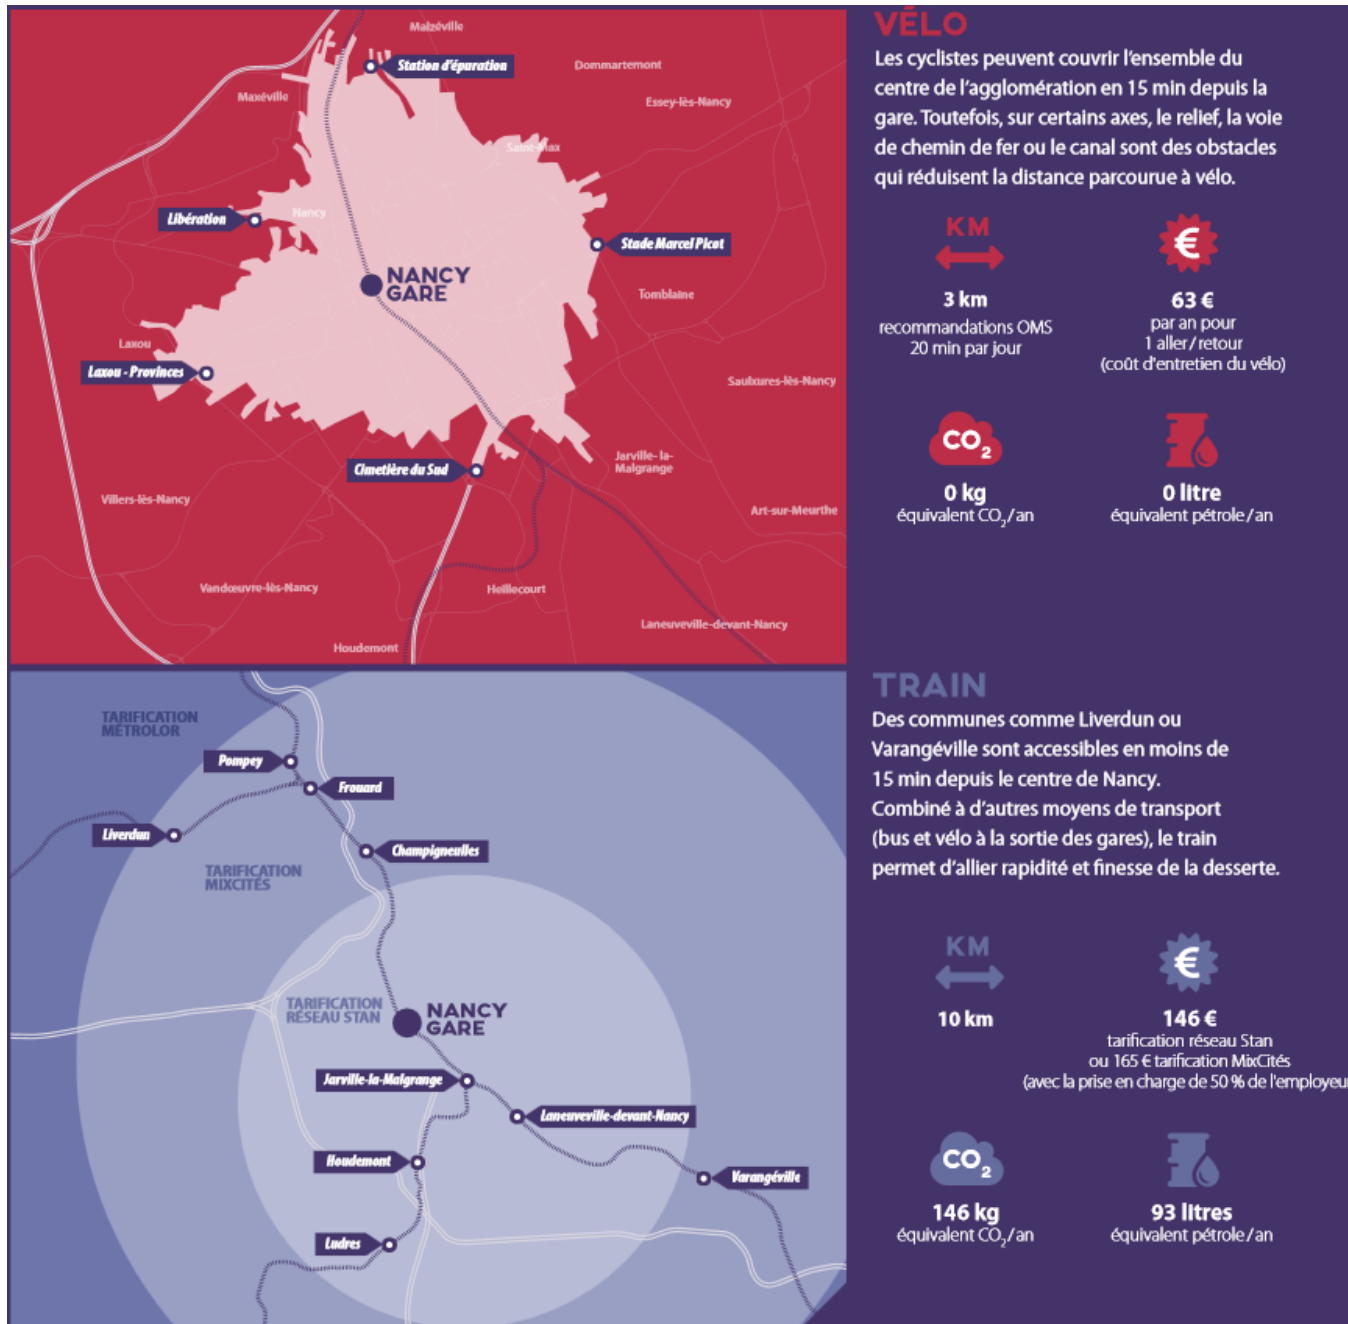 Malzéville
Station d'épuration
Dommartemont
Maxéville
Essey-lès-Nancy
Saint-Max
Libération
Nancy
Stade Marcel Picot
NANCY
GARE
Tomblaine
Laxou
Laxou - Provinces
Saulxures-lès-Nancy
Cimetière du Sud
Jarville-la-
Malgrange
Villers-lès-Nancy
Art-sur-Meurthe
Vandœuvre-lès-Nancy
Heillecourt
Laneuveville-devant-Nancy
Houdemont
VÉLO
Les cyclistes peuvent couvrir l'ensemble du
centre de l'agglomération en 15 min depuis la
gare. Toutefois, sur certains axes, le relief, la voie
de chemin de fer ou le canal sont des obstacles
qui réduisent la distance parcourue à vélo.
KM
3 km
recommandations OMS
20 min par jour
€
63 €
par an pour
1 aller/retour
(coût d'entretien du vélo)
CO2
0 kg
équivalent CO2/an
0 litre
équivalent pétrole/an
TARIFICATION
MÉTROLOR
Pompey
Frouard
Liverdun
Champigneulles
TARIFICATION
MIXCITÉS
TARIFICATION
RÉSEAU STAN
NANCY
GARE
Jarville-la-Malgrange
Laneuveville-devant-Nancy
Houdemont
Varangéville
Ludres
TRAIN
Des communes comme Liverdun ou
Varangéville sont accessibles en moins de
15 min depuis le centre de Nancy.
Combiné à d'autres moyens de transport
(bus et vélo à la sortie des gares), le train
permet d'allier rapidité et finesse de la desserte.
KM
10 km
€
146 €
tarification réseau Stan
ou 165 € tarification MixCités
(avec la prise en charge de 50 % de l'employeu
CO2
146 kg
équivalent CO2/an
93 litres
équivalent pétrole/an